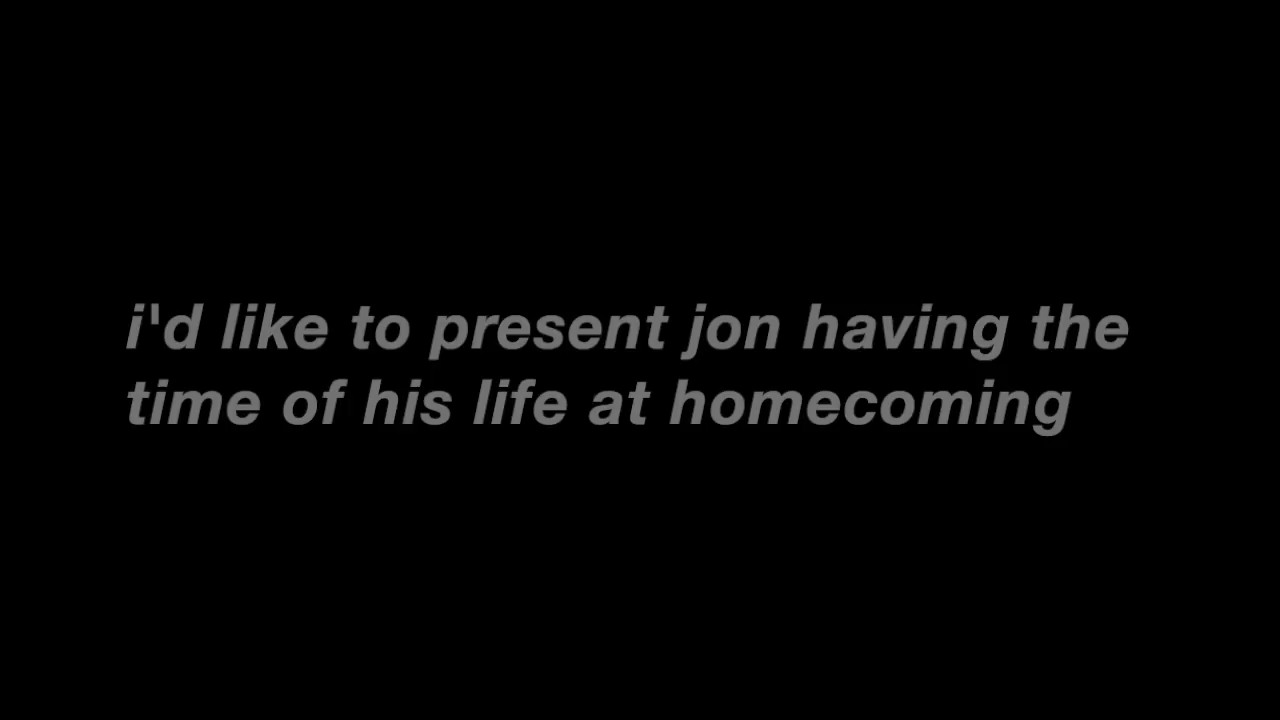 i'd like to present jon having the
time of his life at homecoming